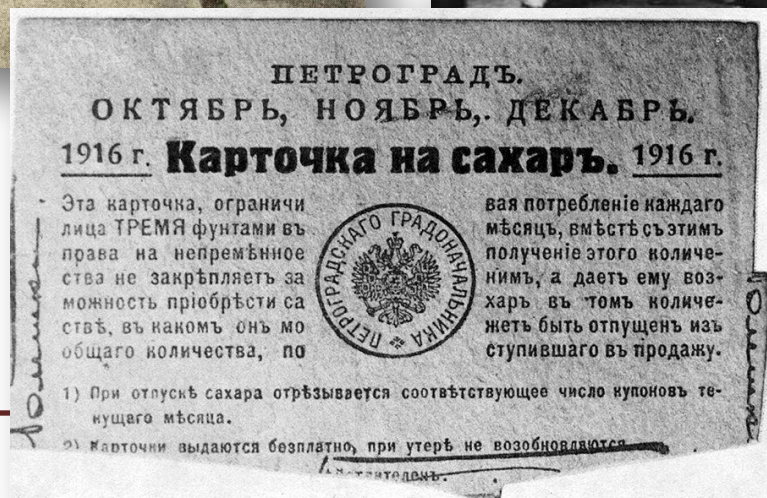 ПЕТРОГРАДЪ.
ОКТЯБРЬ, НОЯБРЬ,. ДЕКАБРЬ.
1916 г. Карточка на сахаръ. 1916 г.
Эта карточка, ограничи вая потребленіе каждаго
лица ТРЕМЯ фунтами въ мѣсяцъ, вмѣстѣ съ этимъ
права на непремѣнное полученіе этого количе-
ства не закрѣпляетъ за нимъ, а даетъ ему воз-
можность пріобрѣсти са харъ въ томъ количе-
ствѣ, въ какомъ онъ мо жетъ быть отпущенъ изъ
общаго количества, по ступившаго въ продажу.
ПЕТРОГРАДСКАГО ГРАДОНАЧАЛЬНИКА
1) При отпускѣ сахара отрѣзывается соотвѣтствующее число купоновъ те-
кущаго мѣсяца.
2) Карточки выдаются безплатно, при утерѣ не возобновляются